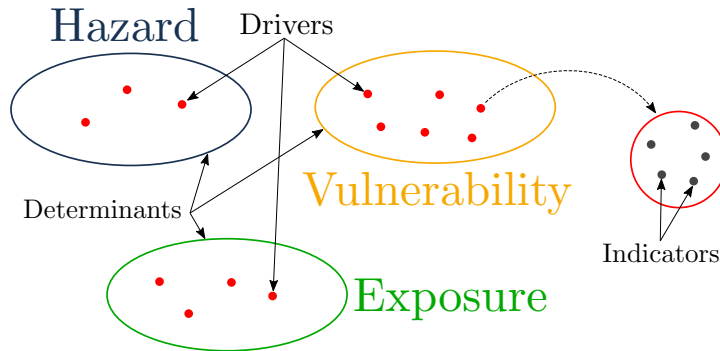 Hazard
Drivers
Vulnerability
Determinants
Indicators
Exposure